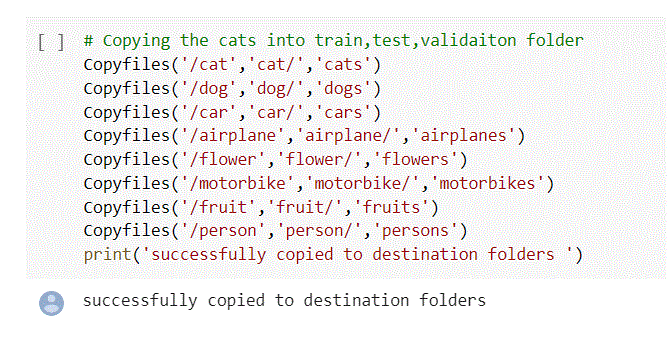 [ ] # Copying the cats into train,test,validaiton folder
Copyfiles('/cat','cat/','cats')
Copyfiles('/dog','dog/','dogs')
Copyfiles('/car','car/','cars')
Copyfiles('/airplane','airplane/','airplanes')
Copyfiles('/flower','flower/','flowers')
Copyfiles('/motorbike','motorbike/','motorbikes')
Copyfiles('/fruit','fruit/','fruits')
Copyfiles('/person','person/','persons')
print('successfully copied to destination folders ')
successfully copied to destination folders